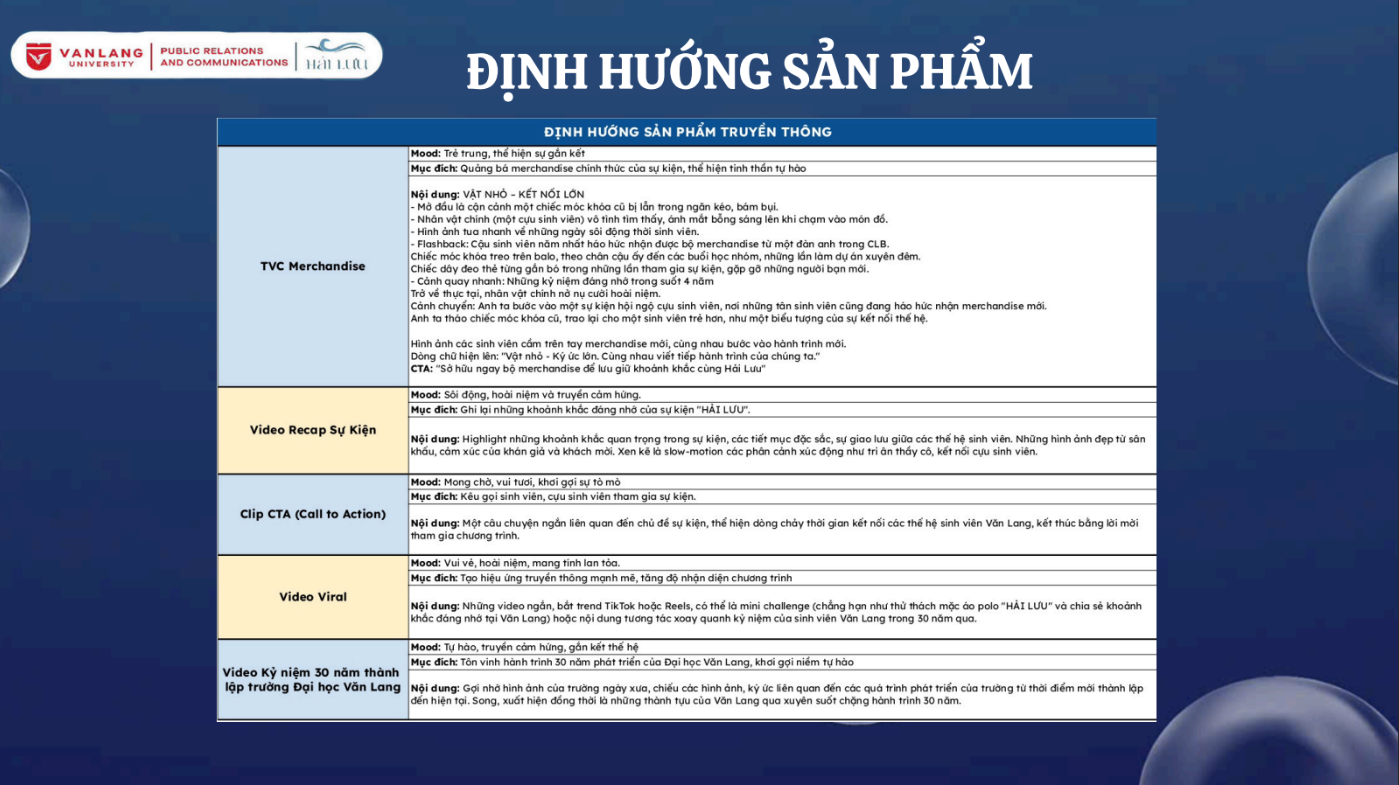 VANLANG
UNIVERSITY
PUBLIC RELATIONS
AND COMMUNICATIONS
HẢI LƯU
ĐỊNH HƯỚNG SẢN PHẨM
ĐỊNH HƯỚNG SẢN PHẨM TRUYỀN THÔNG
TVC Merchandise
Mood: Trẻ trung, thể hiện sự gắn kết
Mục đích: Quảng bá merchandise chính thức của sự kiện, thể hiện tinh thần tự hào
Nội dung: VẬT NHỎ – KẾT NỐI LỚN
- Mở đầu là cận cảnh một chiếc móc khóa cũ bị lẫn trong ngăn kéo, bám bụi.
- Nhân vật chính (một cựu sinh viên) vô tình tìm thấy, ánh mắt bỗng sáng lên khi chạm vào món đồ.
- Hình ảnh tua nhanh về những ngày sôi động thời sinh viên.
- Flashback: Cậu sinh viên năm nhất háo hức nhận được bộ merchandise từ một đàn anh trong CLB.
Chiếc móc khóa treo trên balo, theo chân cậu ấy đến các buổi học nhóm, những lần làm dự án xuyên đêm.
Chiếc dây đeo thẻ từng gắn bó trong những lần tham gia sự kiện, gặp gỡ những người bạn mới.
- Cảnh quay nhanh: Những kỷ niệm đáng nhớ trong suốt 4 năm
Trở về thực tại, nhân vật chính nở nụ cười hoài niệm.
Cảnh chuyển: Anh ta bước vào một sự kiện hội ngộ cựu sinh viên, nơi những tân sinh viên cũng đang háo hức nhận merchandise mới.
Anh ta tháo chiếc móc khóa cũ, trao lại cho một sinh viên trẻ hơn, như một biểu tượng của sự kết nối thế hệ.
Hình ảnh các sinh viên cầm trên tay merchandise mới, cùng nhau bước vào hành trình mới.
Dòng chữ hiện lên: "Vật nhỏ - Ký ức lớn. Cùng nhau viết tiếp hành trình của chúng ta."
CTA: "Sở hữu ngay bộ merchandise để lưu giữ khoảnh khắc cùng Hải Lưu"
Video Recap Sự Kiện
Mood: Sôi động, hoài niệm và truyền cảm hứng.
Mục đích: Ghi lại những khoảnh khắc đáng nhớ của sự kiện "HẢI LƯU".
Nội dung: Highlight những khoảnh khắc quan trọng trong sự kiện, các tiết mục đặc sắc, sự giao lưu giữa các thế hệ sinh viên. Những hình ảnh đẹp từ sân
khấu, cảm xúc của khán giả và khách mời. Xen kẽ là slow-motion các phân cảnh xúc động như tri ân thầy cô, kết nối cựu sinh viên.
Clip CTA (Call to Action)
Mood: Mong chờ, vui tươi, khơi gợi sự tò mò
Mục đích: Kêu gọi sinh viên, cựu sinh viên tham gia sự kiện.
Nội dung: Một câu chuyện ngắn liên quan đến chủ đề sự kiện, thể hiện dòng chảy thời gian kết nối các thế hệ sinh viên Văn Lang, kết thúc bằng lời mời
tham gia chương trình.
Video Viral
Mood: Vui vẻ, hoài niệm, mang tính lan tỏa.
Mục đích: Tạo hiệu ứng truyền thông mạnh mẽ, tăng độ nhận diện chương trình
Nội dung: Những video ngắn, bắt trend TikTok hoặc Reels, có thể là mini challenge (chẳng hạn như thử thách mặc áo polo "HẢI LƯU" và chia sẻ khoảnh
khắc đáng nhớ tại Văn Lang) hoặc nội dung tương tác xoay quanh kỷ niệm của sinh viên Văn Lang trong 30 năm qua.
Video Kỷ niệm 30 năm thành
lập trường Đại học Văn Lang
Mood: Tự hào, truyền cảm hứng, gắn kết thế hệ
Mục đích: Tôn vinh hành trình 30 năm phát triển của Đại học Văn Lang, khơi gợi niềm tự hào
Nội dung: Gợi nhớ hình ảnh của trường ngày xưa, chiếu các hình ảnh, ký ức liên quan đến các quá trình phát triển của trường từ thời điểm mới thành lập
đến hiện tại. Song, xuất hiện đồng thời là những thành tựu của Văn Lang qua xuyên suốt chặng hành trình 30 năm.